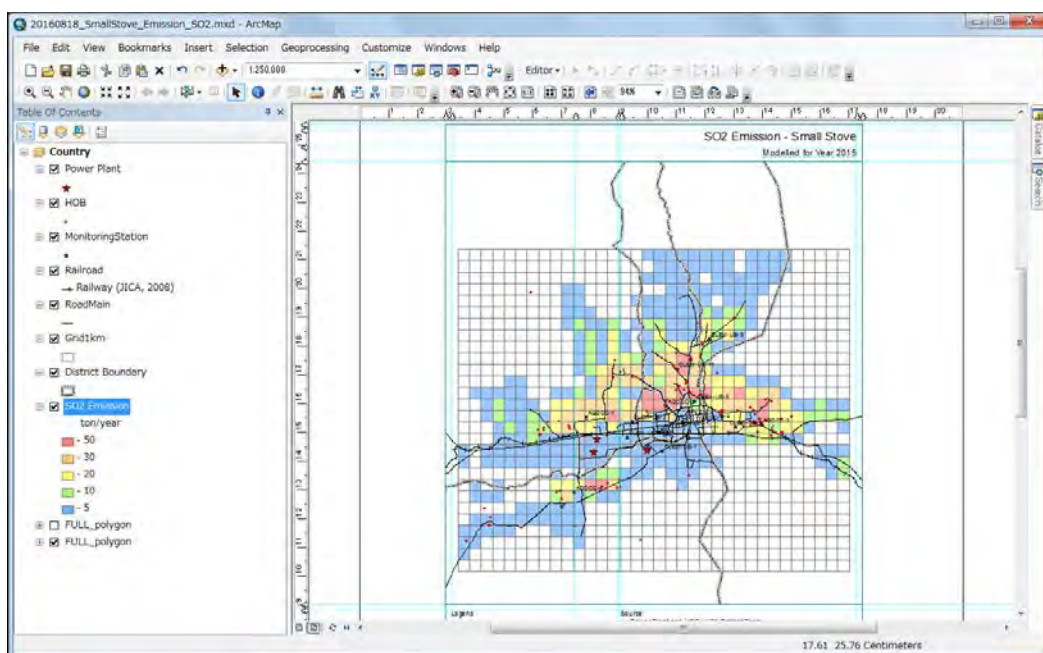 20160818_SmallStove_Emission_SO2.mxd - ArcMap
File Edit View Bookmarks Insert Selection Geoprocessing Customize Windows Help
1:250,000
Editor
94%
Table Of Contents
Country
Power Plant
HOB
MonitoringStation
Railroad
Railway (JICA, 2008)
RoadMain
Grid1km
District Boundary
SO2 Emission
ton/year
- 50
- 30
- 20
- 10
- 5
FULL_polygon
FULL_polygon
SO2 Emission - Small Stove
Modelled for Year 2015
Legend
Source
Catalog
Search
17.61 25.76 Centimeters